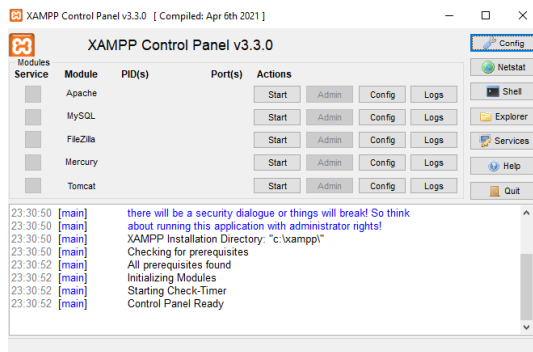 XAMPP Control Panel v3.3.0 [ Compiled: Apr 6th 2021 ]
XAMPP Control Panel v3.3.0
Config
Modules
Service Module PID(s) Port(s) Actions
Netstat
Apache Start Admin Config Logs
Shell
MySQL Start Admin Config Logs
Explorer
FileZilla Start Admin Config Logs
Services
Mercury Start Admin Config Logs
Help
Tomcat Start Admin Config Logs
Quit
23:30:50 [main] there will be a security dialogue or things will break! So think
23:30:50 [main] about running this application with administrator rights!
23:30:50 [main] XAMPP Installation Directory: "c:\xampp\"
23:30:50 [main] Checking for prerequisites
23:30:52 [main] All prerequisites found
23:30:52 [main] Initializing Modules
23:30:52 [main] Starting Check-Timer
23:30:52 [main] Control Panel Ready